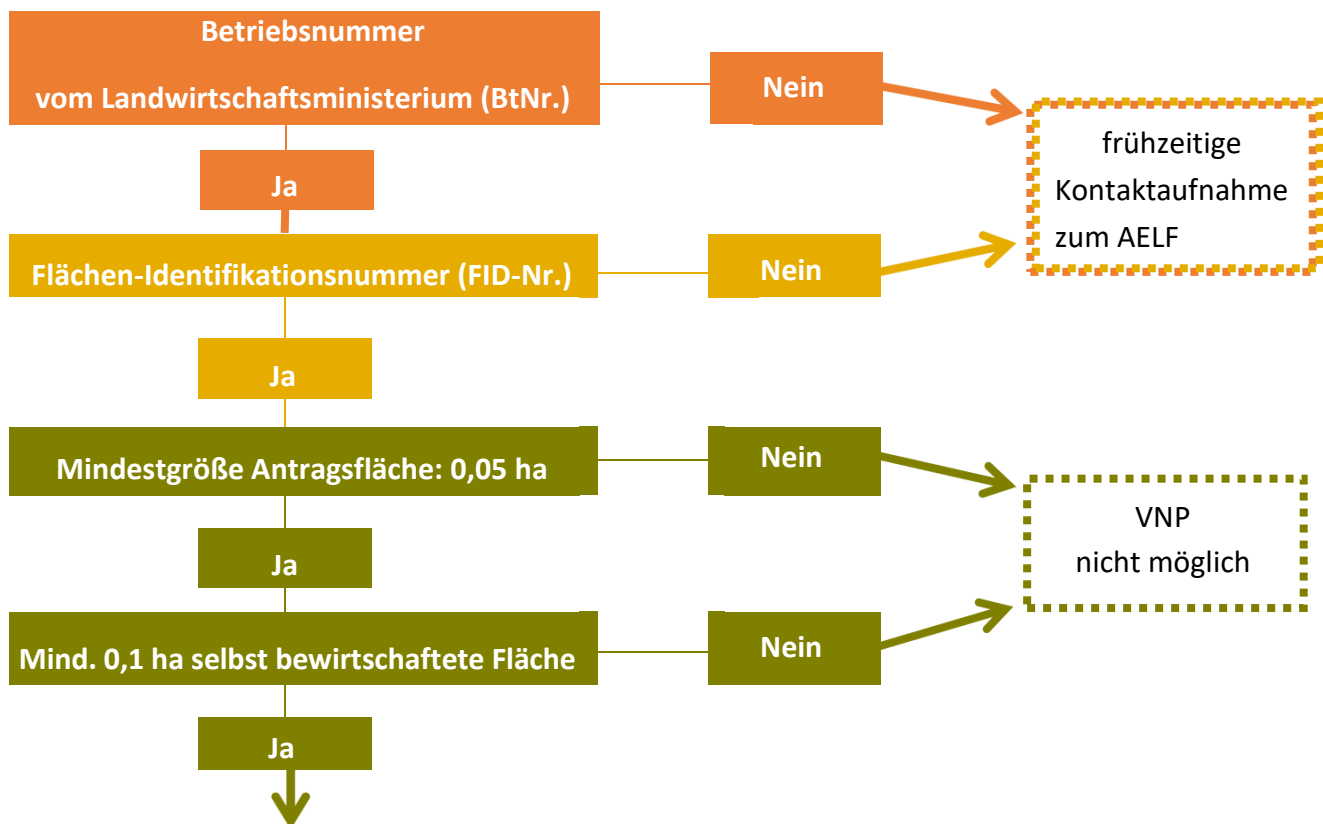 Betriebsnummer
vom Landwirtschaftsministerium (BtNr.)
Nein
frühzeitige
Kontaktaufnahme
zum AELF
Ja
Flächen-Identifikationsnummer (FID-Nr.)
Nein
Ja
Mindestgröße Antragsfläche: 0,05 ha
Nein
VNP
nicht möglich
Ja
Mind. 0,1 ha selbst bewirtschaftete Fläche
Nein
Ja